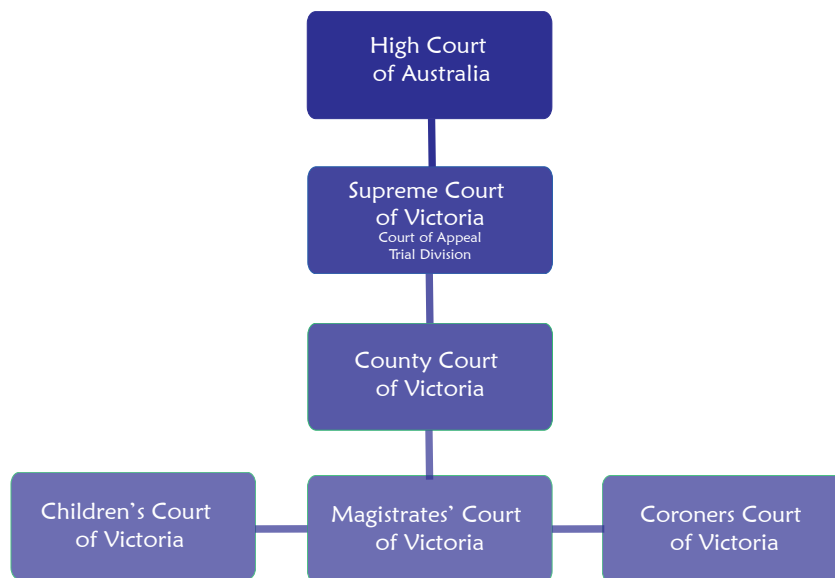 High Court
of Australia
Supreme Court
of Victoria
Court of Appeal
Trial Division
County Court
of Victoria
Children’s Court
of Victoria
Magistrates’ Court
of Victoria
Coroners Court
of Victoria